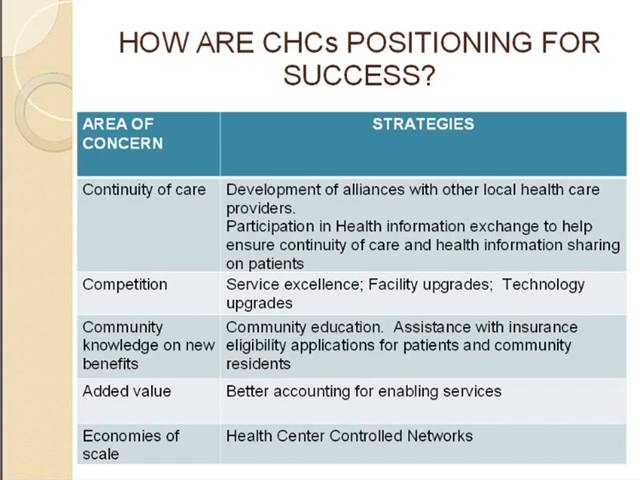 HOW ARE CHCs POSITIONING FOR
SUCCESS?
AREA OF
CONCERN
STRATEGIES
Continuity of care
Development of alliances with other local health care
providers.
Participation in Health information exchange to help
ensure continuity of care and health information sharing
on patients
Competition
Service excellence; Facility upgrades;  Technology
upgrades
Community
knowledge on new
benefits
Community education.  Assistance with insurance
eligibility applications for patients and community
residents
Added value
Better accounting for enabling services
Economies of
scale
Health Center Controlled Networks